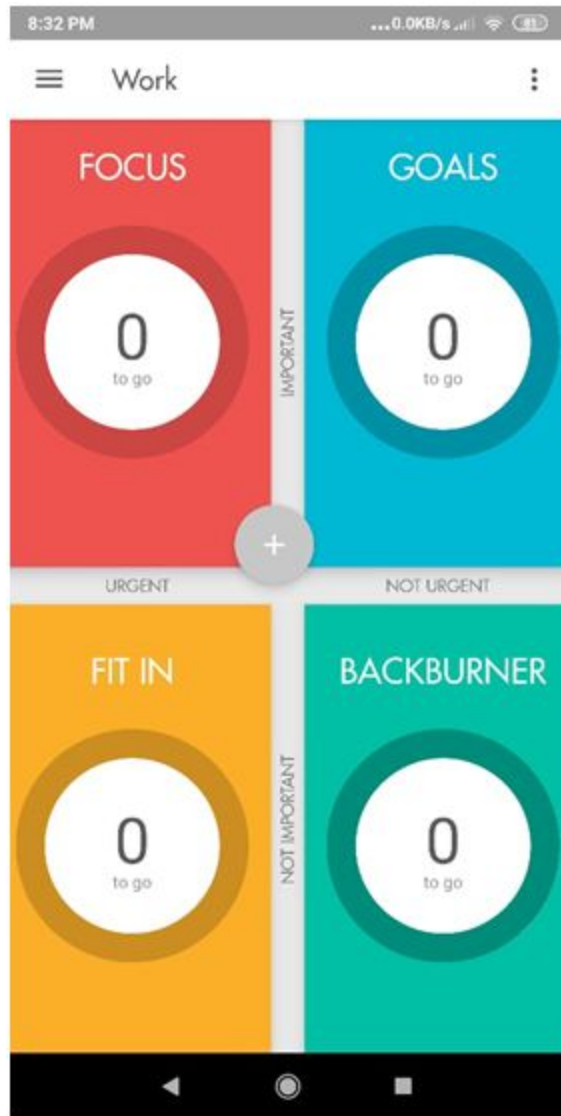 8:32 PM
...0.0KB/s
81
Work
FOCUS
GOALS
0
to go
0
to go
IMPORTANT
+
URGENT
NOT URGENT
FIT IN
BACKBURNER
0
to go
0
to go
NOT IMPORTANT